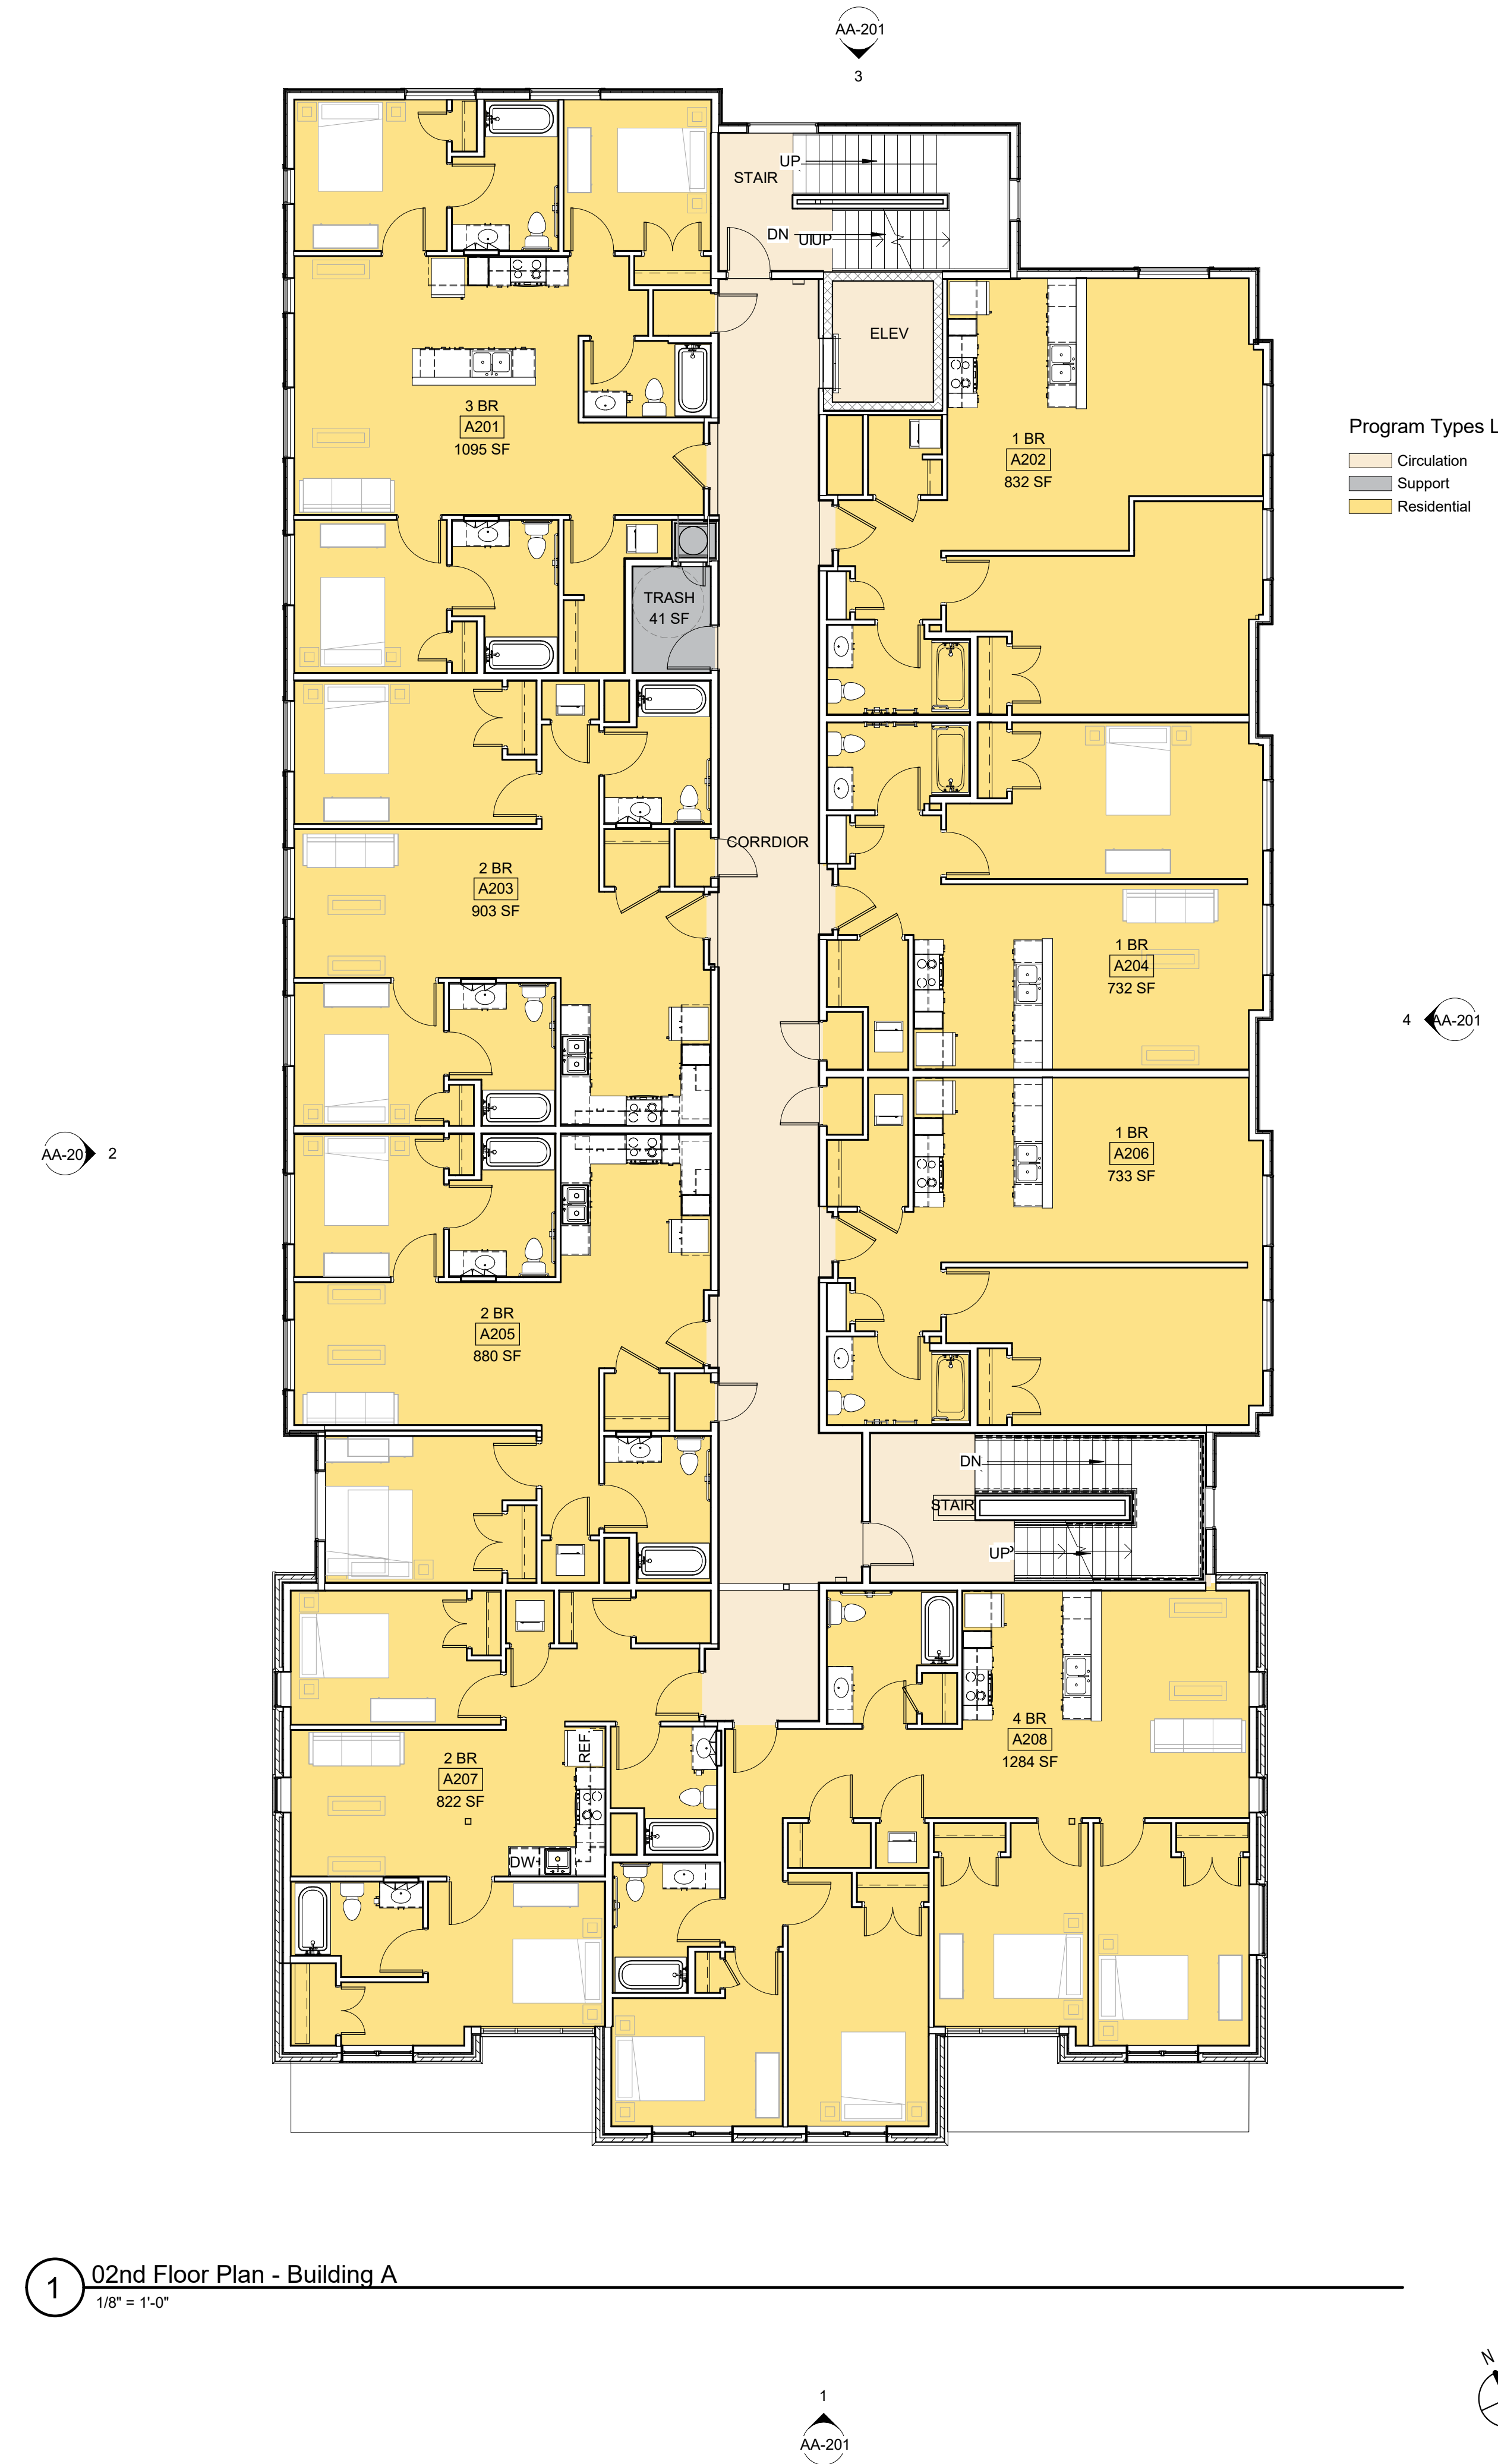 AA-201
3
UP
STAIR
DN
UP
ELEV
3 BR
A201
1095 SF
1 BR
A202
832 SF
Program Types L
Circulation
Support
Residential
TRASH
41 SF
CORRDIOR
2 BR
A203
903 SF
1 BR
A204
732 SF
4
AA-201
AA-20
2
1 BR
A206
733 SF
2 BR
A205
880 SF
DN
STAIR
UP
4 BR
A208
1284 SF
REF
2 BR
A207
822 SF
DW
1
02nd Floor Plan - Building A
1/8" = 1'-0"
N
1
AA-201